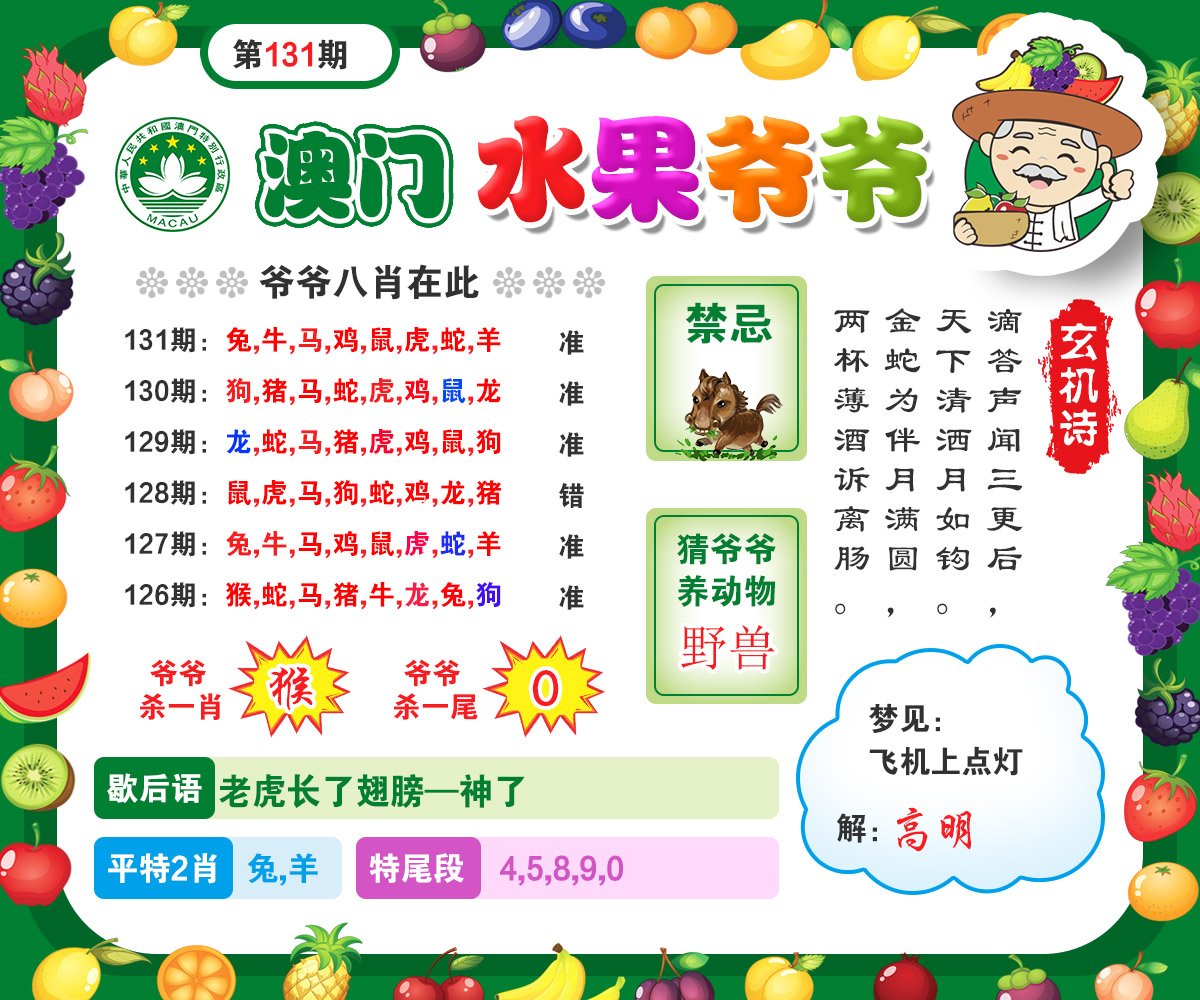 第131期
中華人民共和國澳門特別行政區
MACAU
澳门 水果爷爷
爷爷八肖在此
131期：兔,牛,马,鸡,鼠,虎,蛇,羊 准
130期：狗,猪,马,蛇,虎,鸡,鼠,龙 准
129期：龙,蛇,马,猪,虎,鸡,鼠,狗 准
128期：鼠,虎,马,狗,蛇,鸡,龙,猪 错
127期：兔,牛,马,鸡,鼠,虎,蛇,羊 准
126期：猴,蛇,马,猪,牛,龙,兔,狗 准
爷爷
杀一肖
猴
爷爷
杀一尾
0
禁忌
猜爷爷
养动物
野兽
玄机诗
滴答声闻三更后，
天下清洒月如钩。
金蛇为伴月满圆，
两杯薄酒诉离肠。
梦见：
飞机上点灯
解：高明
歇后语 老虎长了翅膀—神了
平特2肖 兔,羊
特尾段 4,5,8,9,0